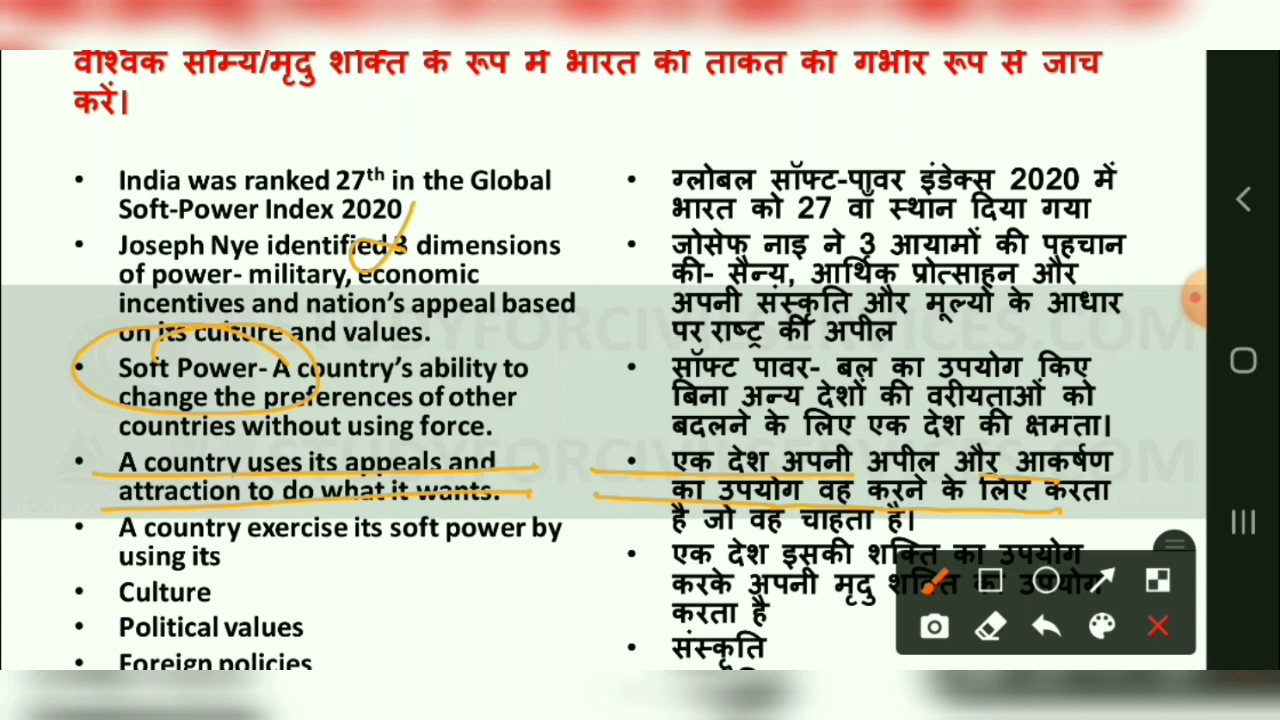 वैश्विक सौम्य/मृदु शक्ति के रूप में भारत की ताकत की गंभीर रूप से जांच
करें।
• India was ranked 27th in the Global
Soft-Power Index 2020
• Joseph Nye identified 3 dimensions
of power- military, economic
incentives and nation's appeal based
on its culture and values.
• Soft Power- A country's ability to
change the preferences of other
countries without using force.
• A country uses its appeals and
attraction to do what it wants.
• A country exercise its soft power by
using its
• Culture
• Political values
• Foreign policies
• ग्लोबल सॉफ्ट-पावर इंडेक्स 2020 में
भारत को 27 वाँ स्थान दिया गया
• जोसेफ नाइ ने 3 आयामों की पहचान
की- सैन्य, आर्थिक प्रोत्साहन और
अपनी संस्कृति और मूल्यों के आधार
पर राष्ट्र की अपील
• सॉफ्ट पावर- बल का उपयोग किए
बिना अन्य देशों की वरीयताओं को
बदलने के लिए एक देश की क्षमता।
• एक देश अपनी अपील और आकर्षण
का उपयोग वह करने के लिए करता
है जो वह चाहता है।
• एक देश इसकी शक्ति का उपयोग
करके अपनी मृदु शक्ति का उपयोग
करता है
• संस्कृति
STUDYFORCIVILSERVICES.COM
STUDYFORCIVILSERVICES.COM